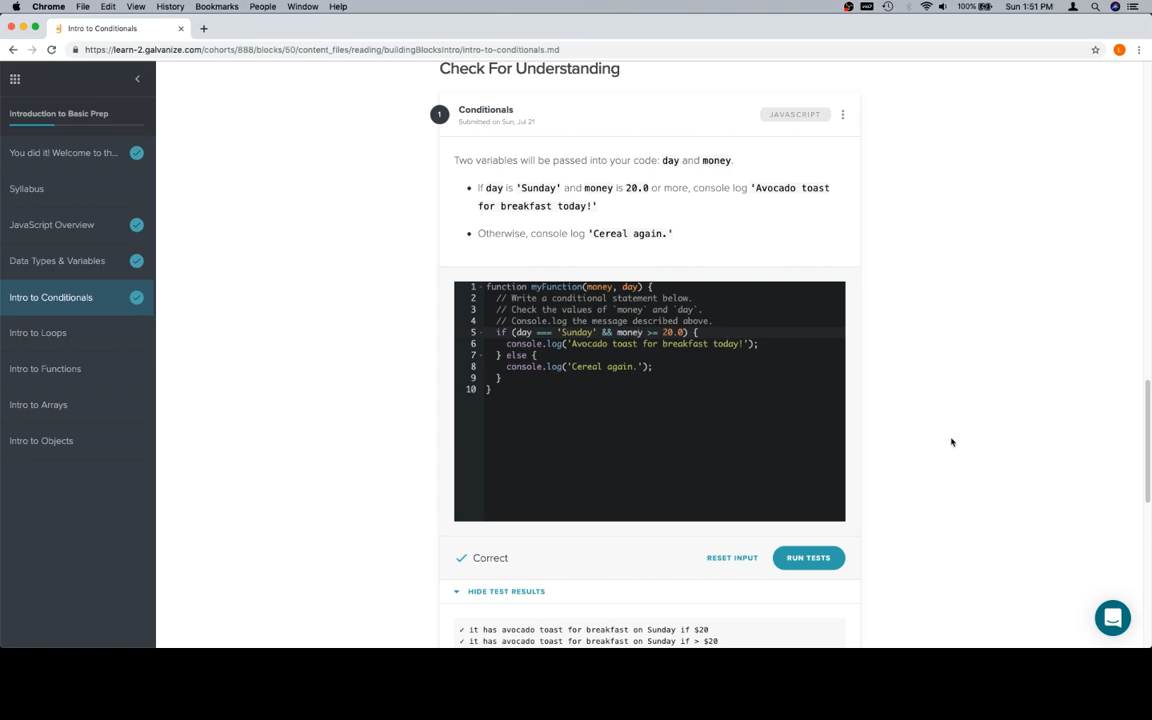 Chrome File Edit View History Bookmarks People Window Help 100% Sun 1:51 PM
Intro to Conditionals
https://learn-2.galvanize.com/cohorts/888/blocks/50/content_files/reading/buildingBlocksIntro/intro-to-conditionals.md
L
Introduction to Basic Prep
You did it! Welcome to th...
Syllabus
JavaScript Overview
Data Types & Variables
Intro to Conditionals
Intro to Loops
Intro to Functions
Intro to Arrays
Intro to Objects
Check For Understanding
1 Conditionals JAVASCRIPT
Submitted on Sun, Jul 21
Two variables will be passed into your code: day and money.
• If day is 'Sunday' and money is 20.0 or more, console log 'Avocado toast
for breakfast today!'
• Otherwise, console log 'Cereal again.'
1 function myFunction(money, day) {
2 // Write a conditional statement below.
3 // Check the values of `money` and `day`.
4 // Console.log the message described above.
5 if (day === 'Sunday' && money >= 20.0) {
6 console.log('Avocado toast for breakfast today!');
7 } else {
8 console.log('Cereal again.');
9 }
10 }
Correct RESET INPUT RUN TESTS
HIDE TEST RESULTS
✓ it has avocado toast for breakfast on Sunday if $20
✓ it has avocado toast for breakfast on Sunday if > $20